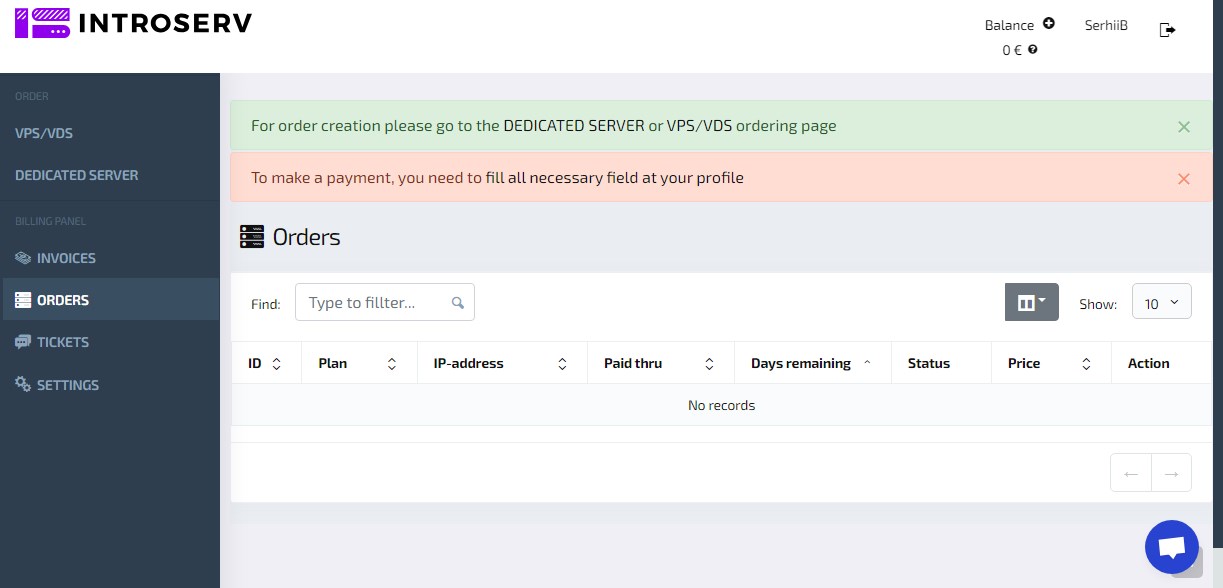 INTROSERV
Balance
SerhiiB
0 €
ORDER
VPS/VDS
DEDICATED SERVER
BILLING PANEL
INVOICES
ORDERS
TICKETS
SETTINGS
For order creation please go to the DEDICATED SERVER or VPS/VDS ordering page
To make a payment, you need to fill all necessary field at your profile
Orders
Find: Type to fillter... Show: 10
ID Plan IP-address Paid thru Days remaining Status Price Action
No records
← →